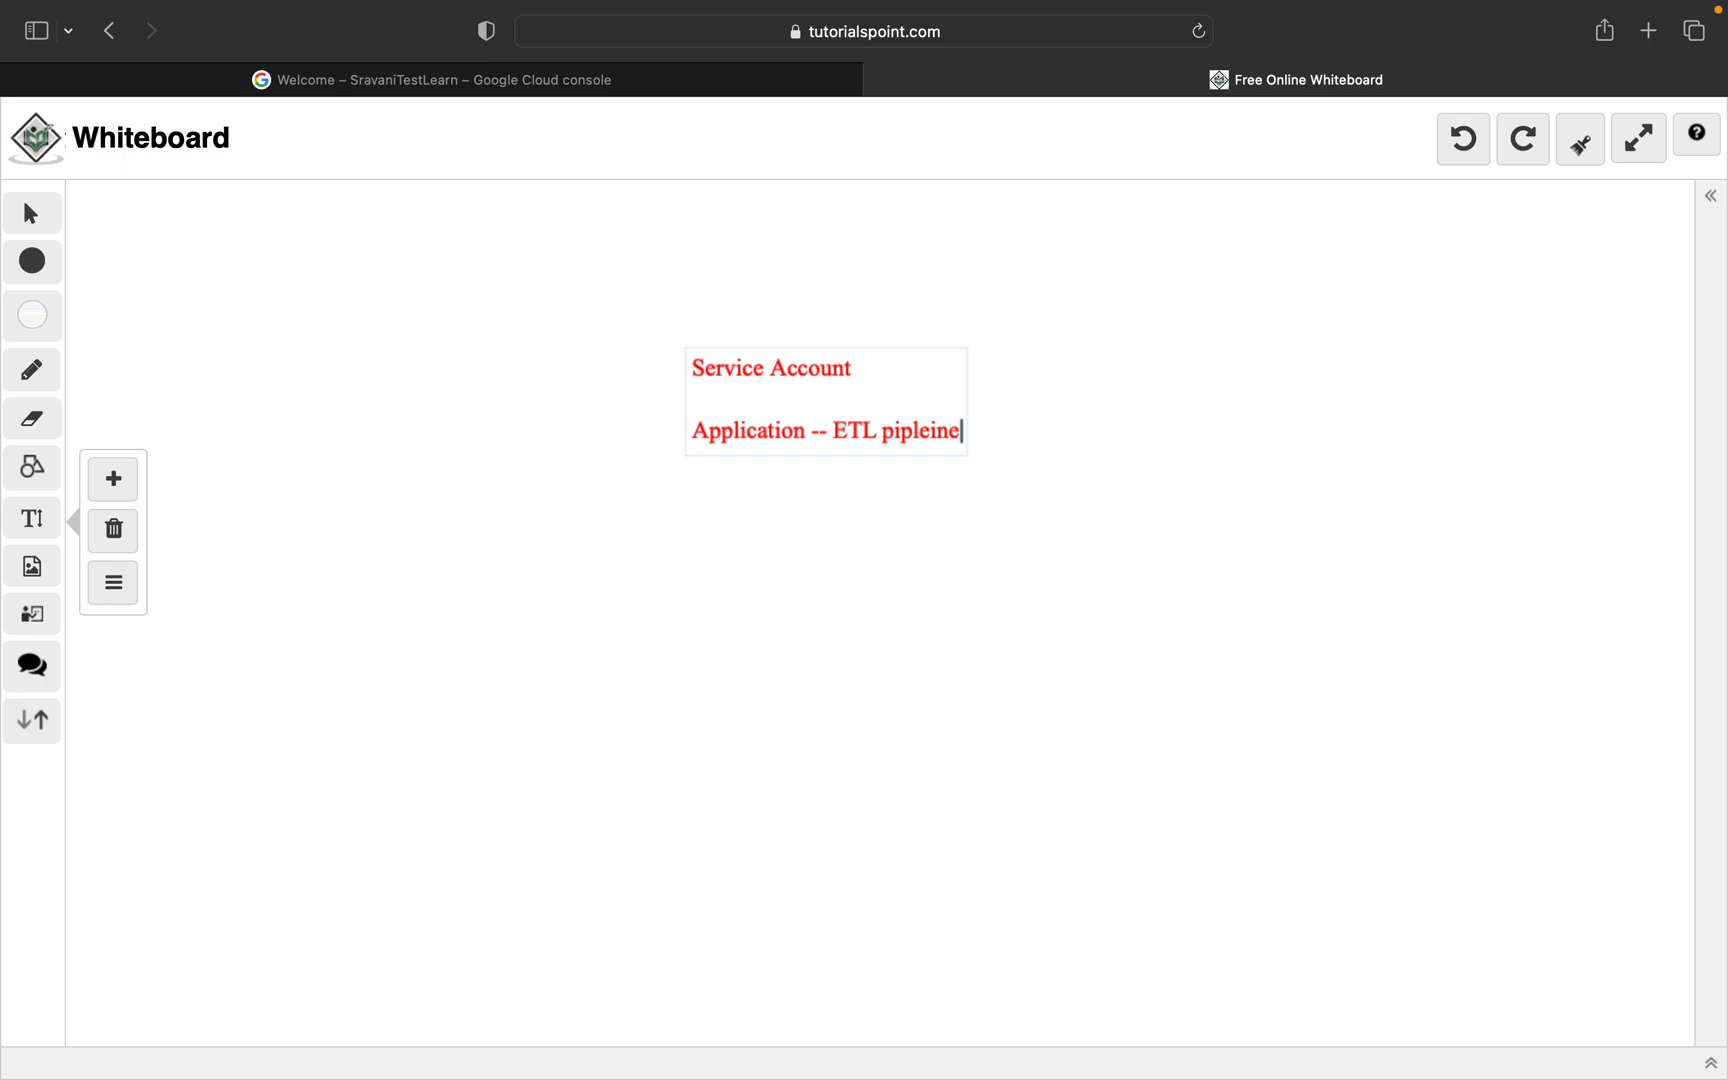 tutorialspoint.com
Welcome – SravaniTestLearn – Google Cloud console
Free Online Whiteboard
Whiteboard
Service Account
Application -- ETL pipleine